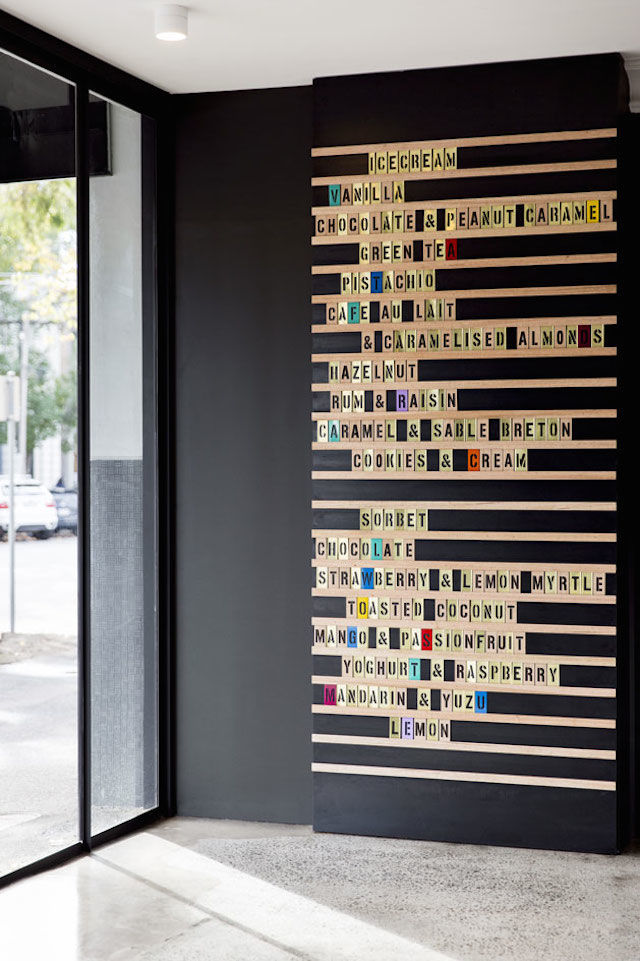 ICECREAM
VANILLA
CHOCOLATE & PEANUT CARAMEL
GREEN TEA
PISTACHIO
CAFE AU LAIT
& CARAMELISED ALMONDS
HAZELNUT
RUM & RAISIN
CARAMEL & SABLE BRETON
COOKIES & CREAM
SORBET
CHOCOLATE
STRAWBERRY & LEMON MYRTLE
TOASTED COCONUT
MANGO & PASSIONFRUIT
YOGHURT & RASPBERRY
MANDARIN & YUZU
LEMON